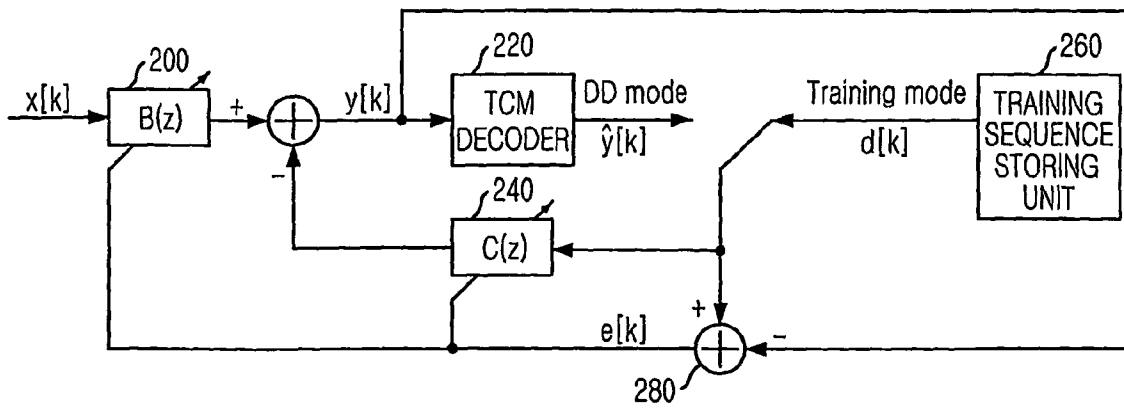 200
220
260
x[k]
B(z)
+
y[k]
TCM
DECODER
DD mode
ŷ[k]
Training mode
d[k]
TRAINING
SEQUENCE
STORING
UNIT
-
240
C(z)
+
e[k]
-
280